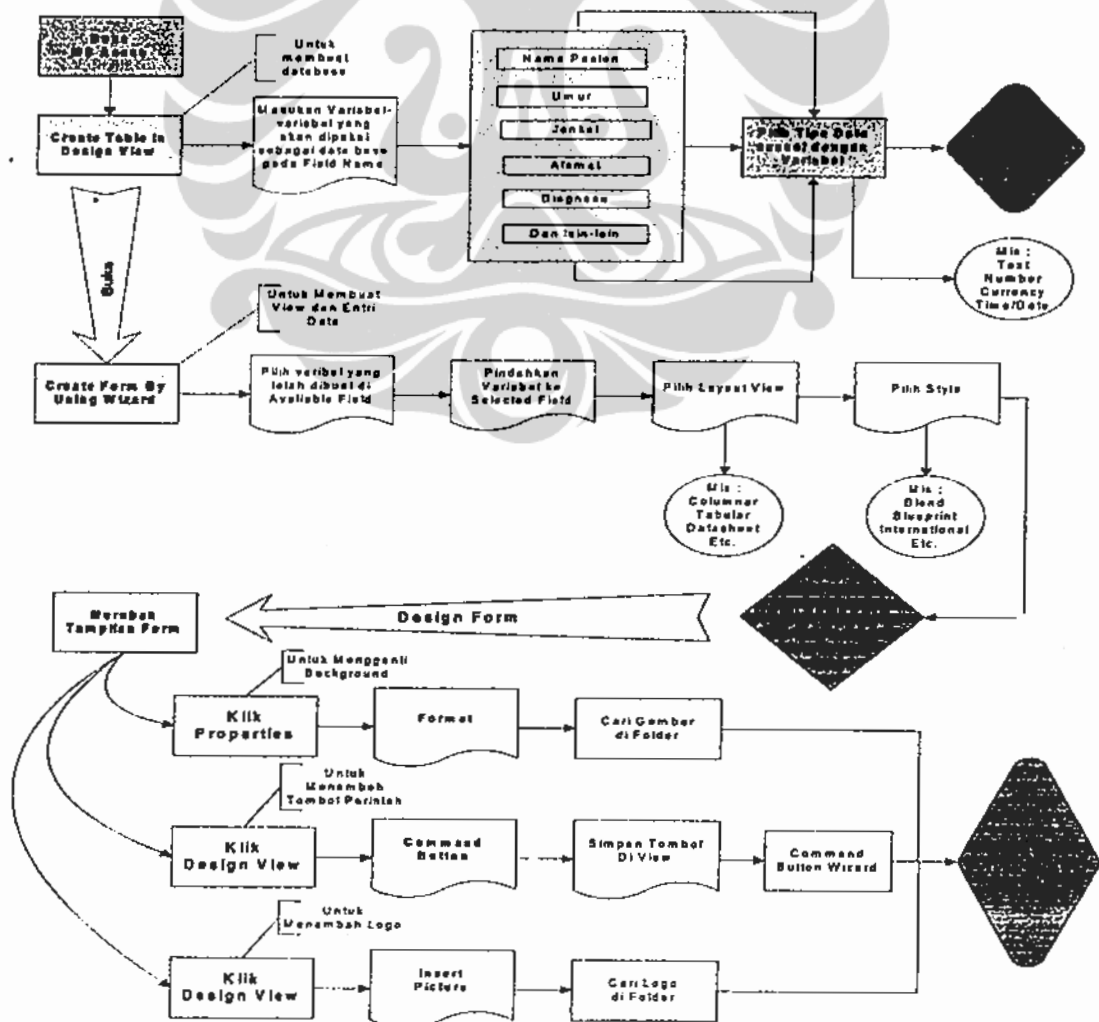 Buka
MS Access
Untuk
membuat
database
Create Table In
Design View
Masukan Variabel-
variabel yang
akan dipakai
sebagai data base
pada Field Name
Nama Pasien
Umur
Jenkel
Alamat
Diagnosa
Dan lain-lain
Pilih Tipe Data
sesuai dengan
Variabel
Mis :
Text
Number
Currency
Time/Date
Buka
Untuk Membuat
View dan Entri
Data
Create Form By
Using Wizard
Pilih varibel yang
telah dibuat di
Available Field
Pindahkan
Variabel ke
Selected Field
Pilih Layout View
Pilih Style
Mis :
Columnar
Tabular
Datasheet
Etc.
Mis :
Blend
Blueprint
International
Etc.
Design Form
Merubah
Tampilan Form
Untuk Mengganti
Background
Klik
Properties
Format
Cari Gambar
di Folder
Untuk
Menambah
Tombol Perintah
Klik
Design View
Command
Button
Simpan Tombol
Di View
Command
Button Wizard
Untuk
Menambah Logo
Klik
Design View
Insert
Picture
Cari Logo
di Folder